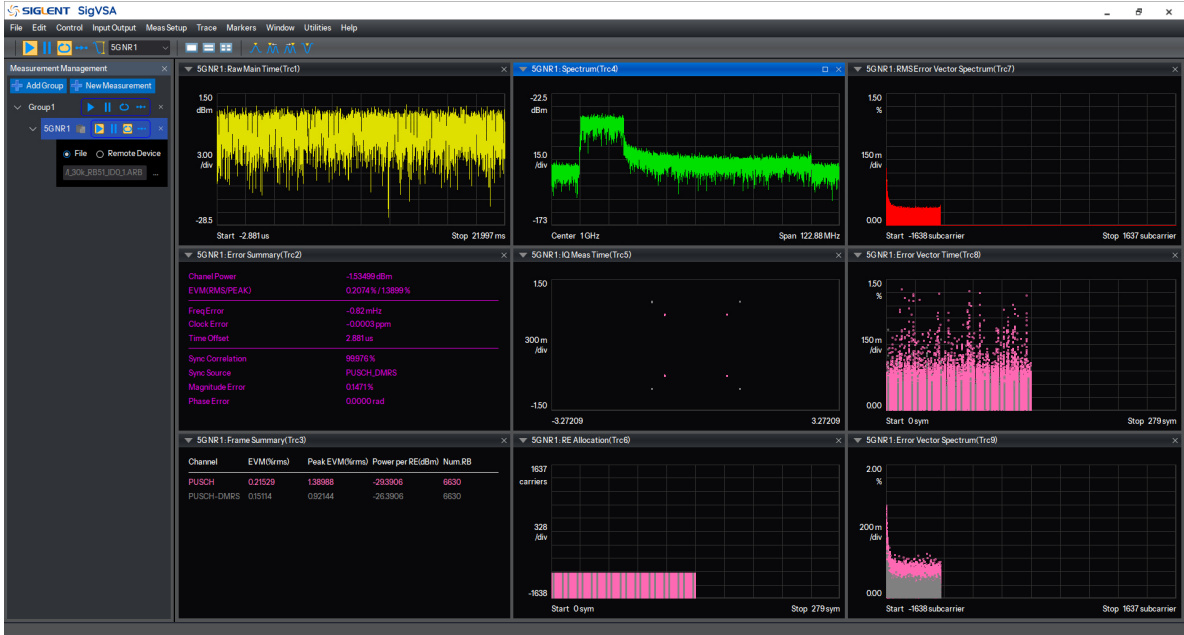 SIGLENT SigVSA
File Edit Control Input Output Meas Setup Trace Markers Window Utilities Help
5G NR 1
Measurement Management
Add Group New Measurement
Group1
5G NR 1
File Remote Device
/l_30k_RB51_ID0_1.ARB ...
5G NR 1 : Raw Main Time(Trc1)
1.50
dBm
3.00
/div
-28.5
Start -2.881 us Stop 21.997 ms
5G NR 1 : Spectrum(Trc4)
-22.5
dBm
15.0
/div
-173
Center 1 GHz Span 122.88 MHz
5G NR 1 : RMS Error Vector Spectrum(Trc7)
1.50
%
150 m
/div
0.00
Start -1638 subcarrier Stop 1637 subcarrier
5G NR 1 : Error Summary(Trc2)
Chanel Power -15.3499 dBm
EVM(RMS/PEAK) 0.2074 % / 1.3899 %
Freq Error -0.82 mHz
Clock Error -0.0003 ppm
Time Offset 2.881 us
Sync Correlation 99.976 %
Sync Source PUSCH_DMRS
Magnitude Error 0.1471 %
Phase Error 0.0000 rad
5G NR 1 : IQ Meas Time(Trc5)
1.50
300 m
/div
-1.50
-3.27209 3.27209
5G NR 1 : Error Vector Time(Trc8)
1.50
%
150 m
/div
0.00
Start 0 sym Stop 279 sym
5G NR 1 : Frame Summary(Trc3)
Channel EVM(%rms) Peak EVM(%rms) Power per RE(dBm) Num.RB
PUSCH 0.21529 1.38988 -29.3906 6630
PUSCH-DMRS 0.15114 0.92144 -26.3906 6630
5G NR 1 : RE Allocation(Trc6)
1637
carriers
328
/div
-1638
Start 0 sym Stop 279 sym
5G NR 1 : Error Vector Spectrum(Trc9)
2.00
%
200 m
/div
0.00
Start -1638 subcarrier Stop 1637 subcarrier